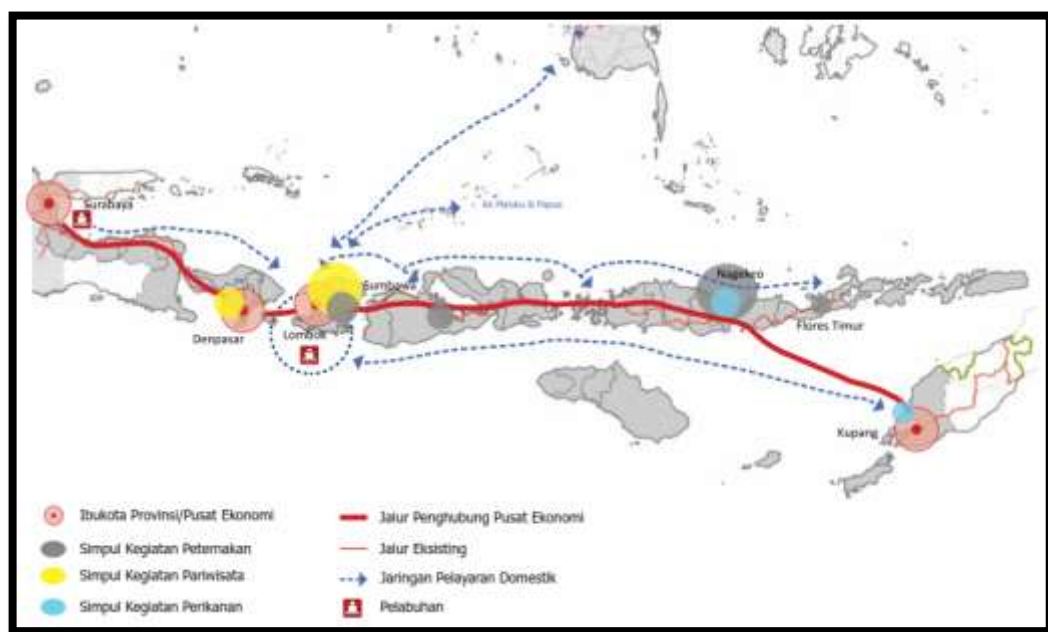 Ke Maluku & Papua
Surabaya
Nagekeo
Sumbawa
Flores Timur
Denpasar
Lombok
Kupang
Ibukota Provinsi/Pusat Ekonomi
Simpul Kegiatan Peternakan
Simpul Kegiatan Pariwisata
Simpul Kegiatan Perikanan
Jalur Penghubung Pusat Ekonomi
Jalur Eksisting
Jaringan Pelayaran Domestik
Pelabuhan